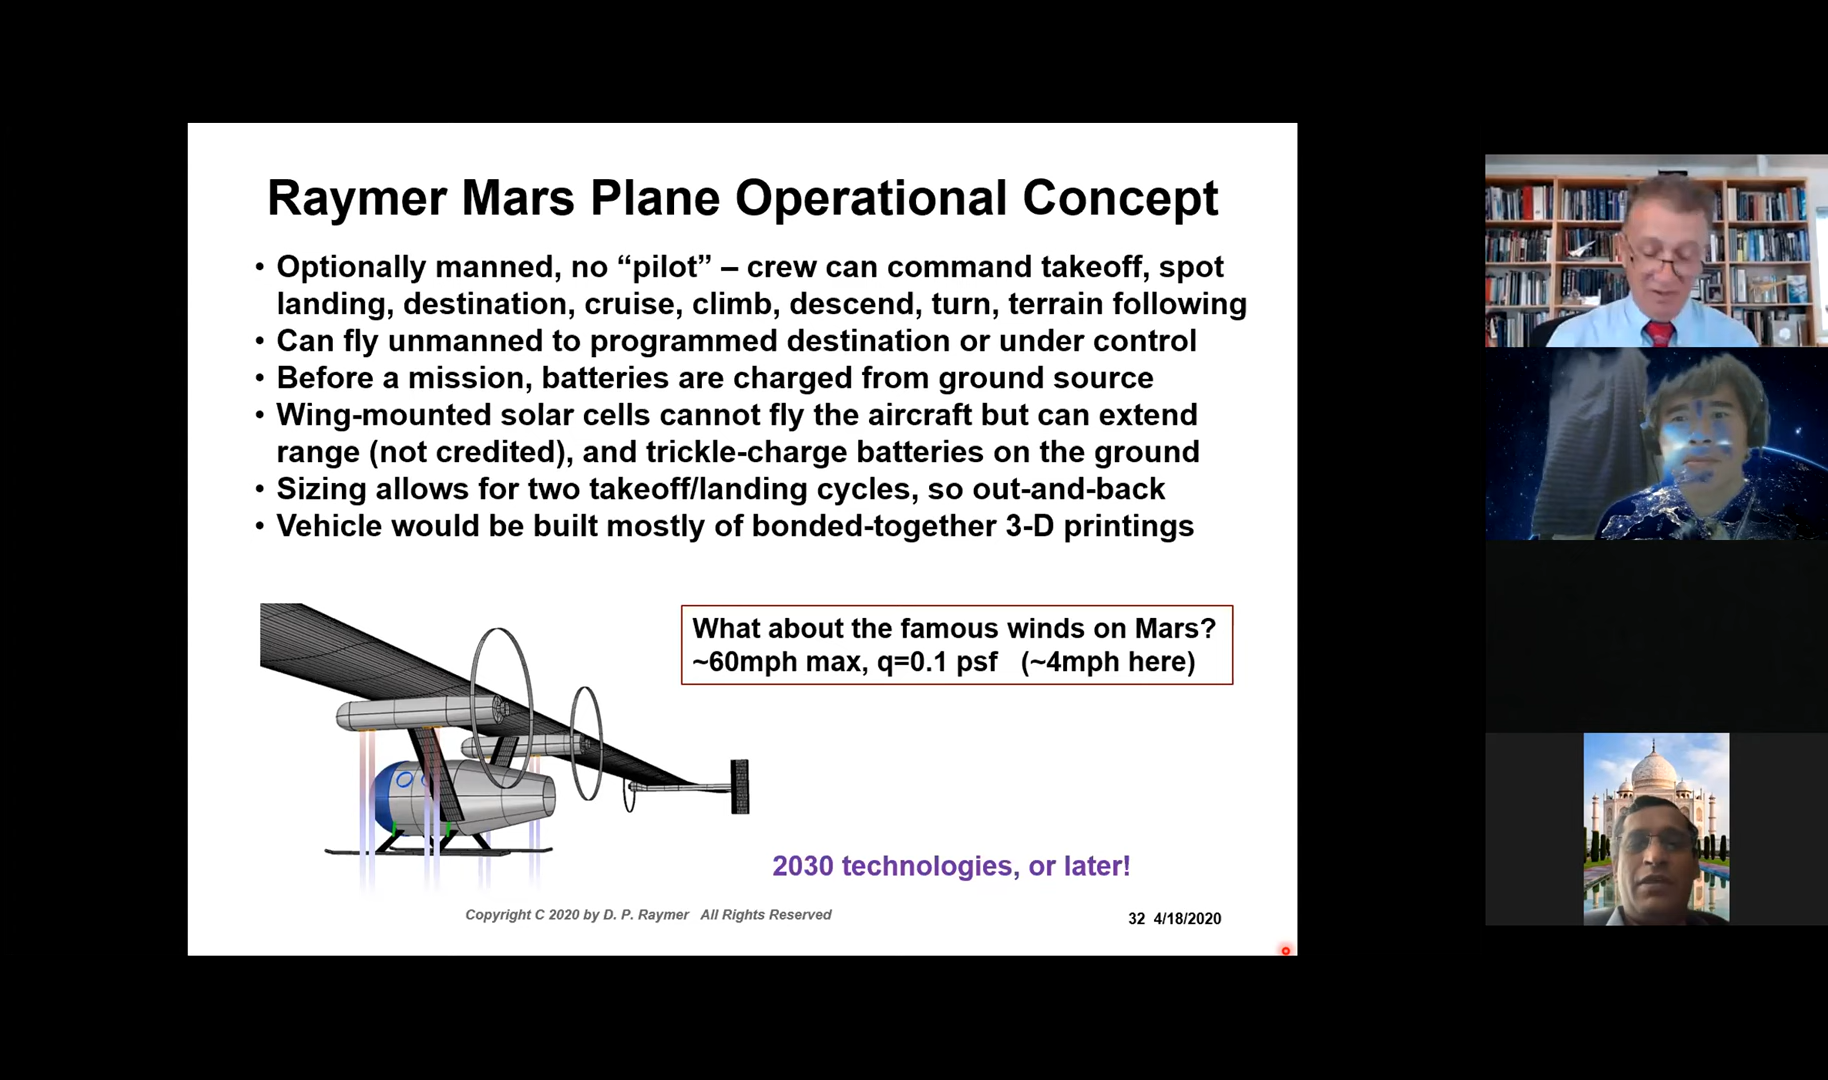 Raymer Mars Plane Operational Concept
• Optionally manned, no “pilot” – crew can command takeoff, spot
landing, destination, cruise, climb, descend, turn, terrain following
• Can fly unmanned to programmed destination or under control
• Before a mission, batteries are charged from ground source
• Wing-mounted solar cells cannot fly the aircraft but can extend
range (not credited), and trickle-charge batteries on the ground
• Sizing allows for two takeoff/landing cycles, so out-and-back
• Vehicle would be built mostly of bonded-together 3-D printings
What about the famous winds on Mars?
~60mph max, q=0.1 psf (~4mph here)
2030 technologies, or later!
Copyright C 2020 by D. P. Raymer All Rights Reserved
32 4/18/2020